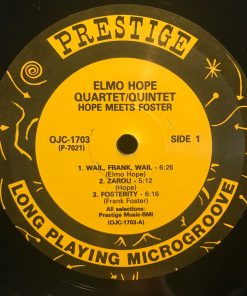 PRESTIGE
ELMO HOPE
QUARTET/QUINTET
HOPE MEETS FOSTER
OJC-1703
(P-7021)
SIDE 1
1. WAIL, FRANK, WAIL - 6:26
(Elmo Hope)
2. ZAROU - 5:12
(Hope)
3. FOSTERITY - 6:16
(Frank Foster)
All selections:
Prestige Music-BMI
(OJC-1703-A)
LONG PLAYING MICROGROOVE